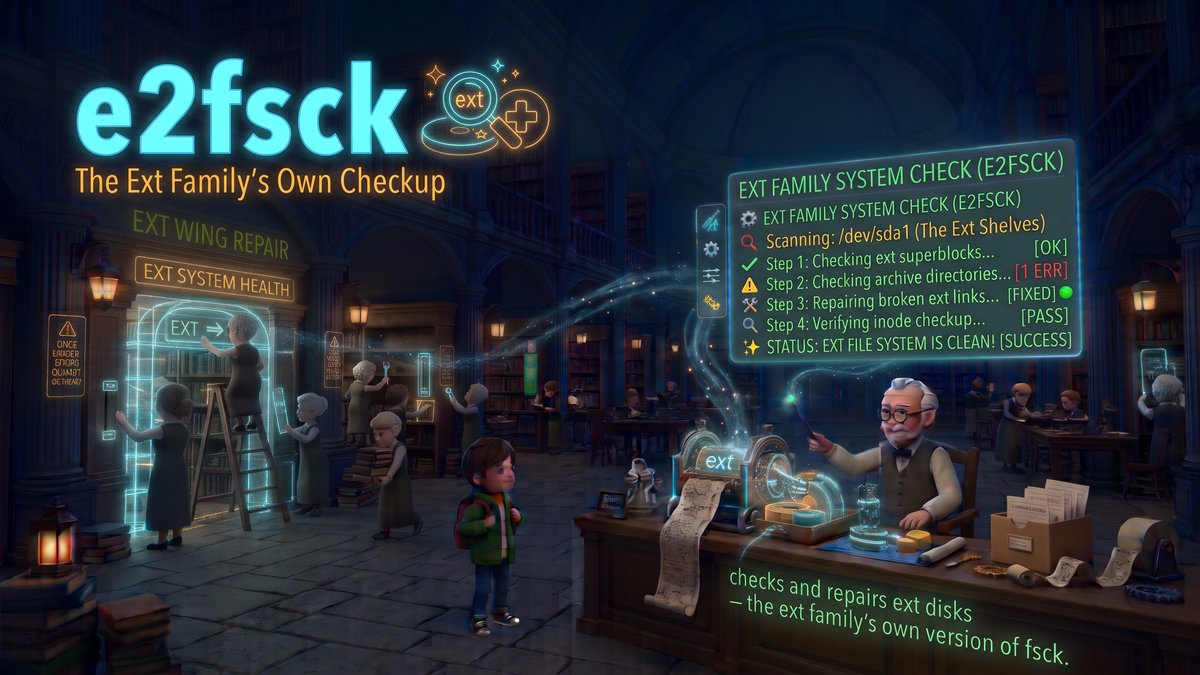 e2fsck
ext
The Ext Family's Own Checkup
EXT WING REPAIR
EXT SYSTEM HEALTH
EXT →
EXT FAMILY SYSTEM CHECK (E2FSCK)
EXT FAMILY SYSTEM CHECK (E2FSCK)
Scanning: /dev/sda1 (The Ext Shelves)
Step 1: Checking ext superblocks... [OK]
Step 2: Checking archive directories... [1 ERR]
Step 3: Repairing broken ext links... [FIXED]
Step 4: Verifying inode checkup... [PASS]
STATUS: EXT FILE SYSTEM IS CLEAN! [SUCCESS]
ext
checks and repairs ext disks
– the ext family's own version of fsck.